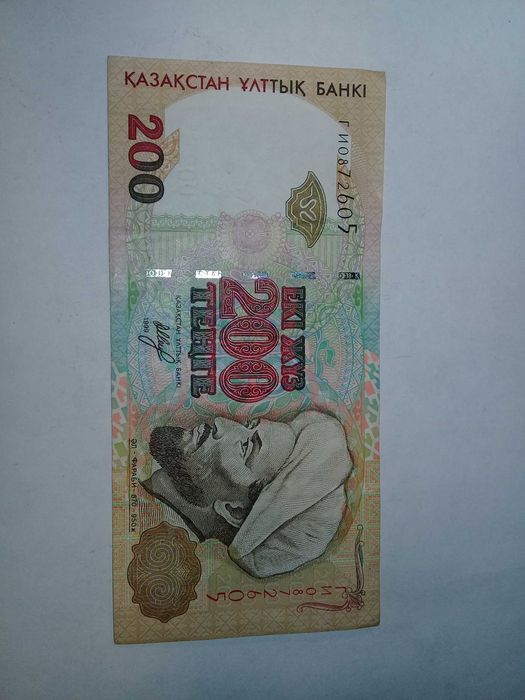 ҚАЗАҚСТАН ҰЛТТЫҚ БАНКІ
200
ГИ0872605
ЕКІ ЖҮЗ
200
ТЕҢГЕ
ҚАЗАҚСТАН ҰЛТТЫҚ БАНКІ
1999
ӘЛ - ФАРАБИ - 870 - 950ж
ГИ0872605